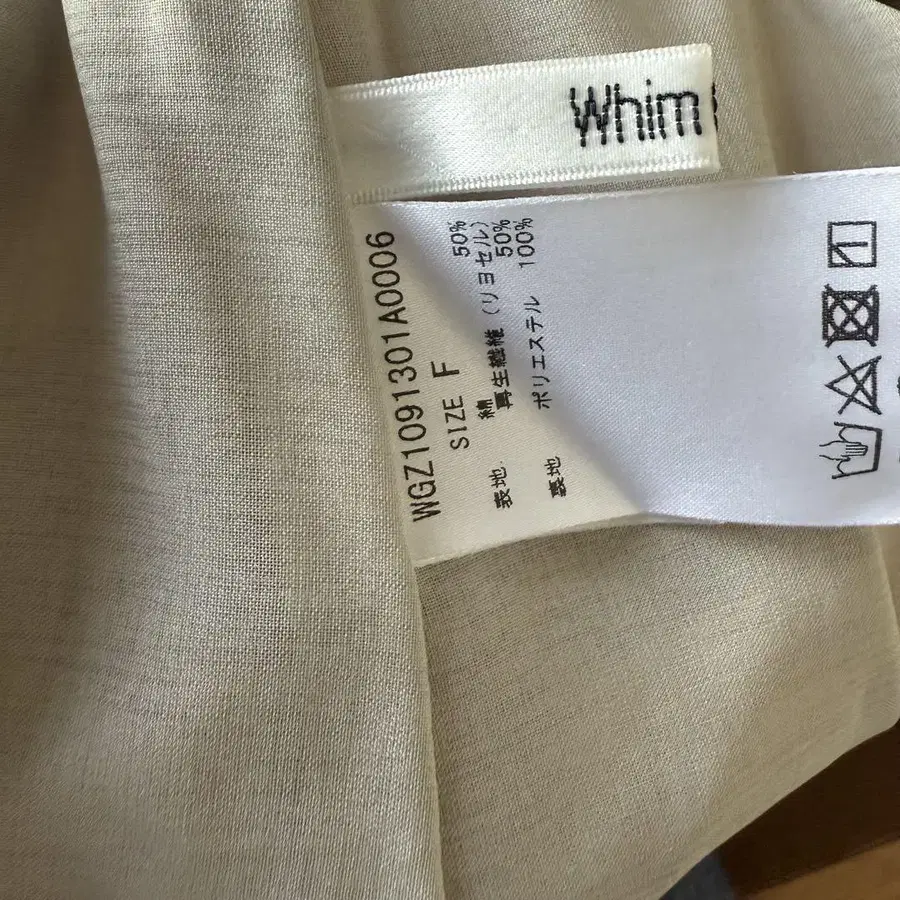 Whim
WGZ1091301A0006
SIZE F
表地 綿 50%
再生繊維(リヨセル) 50%
裏地 ポリエステル 100%